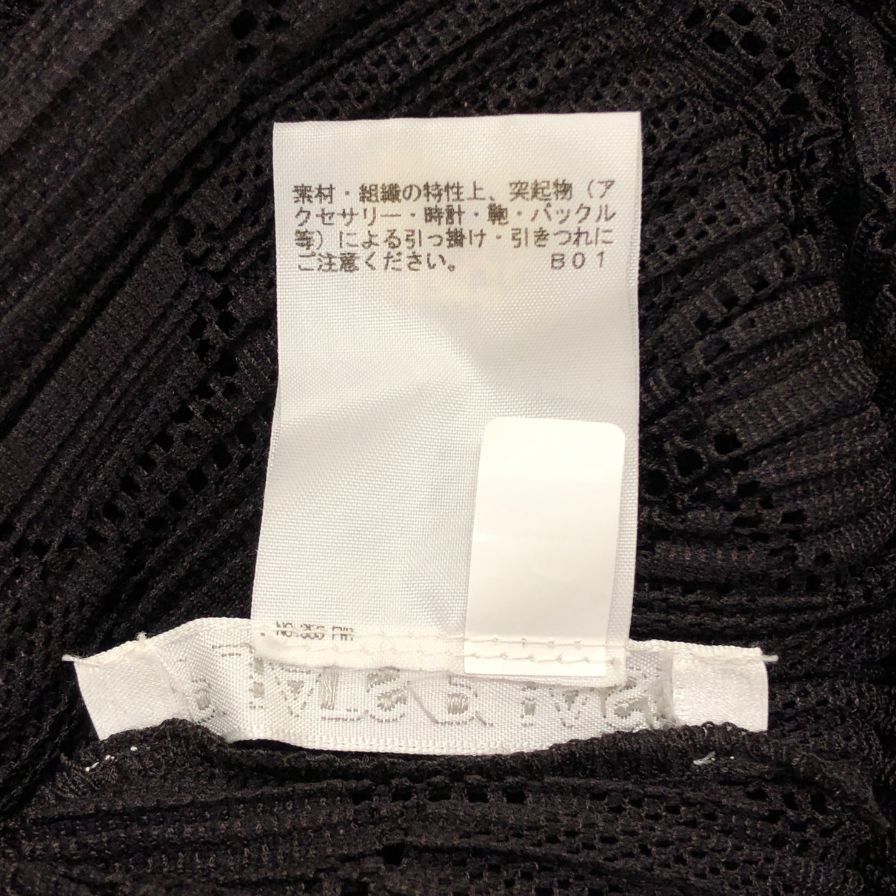 素材・組織の特性上、突起物（ア
クセサリー・時計・鞄・バックル
等）による引っ掛け・引きつれに
ご注意ください。 B01